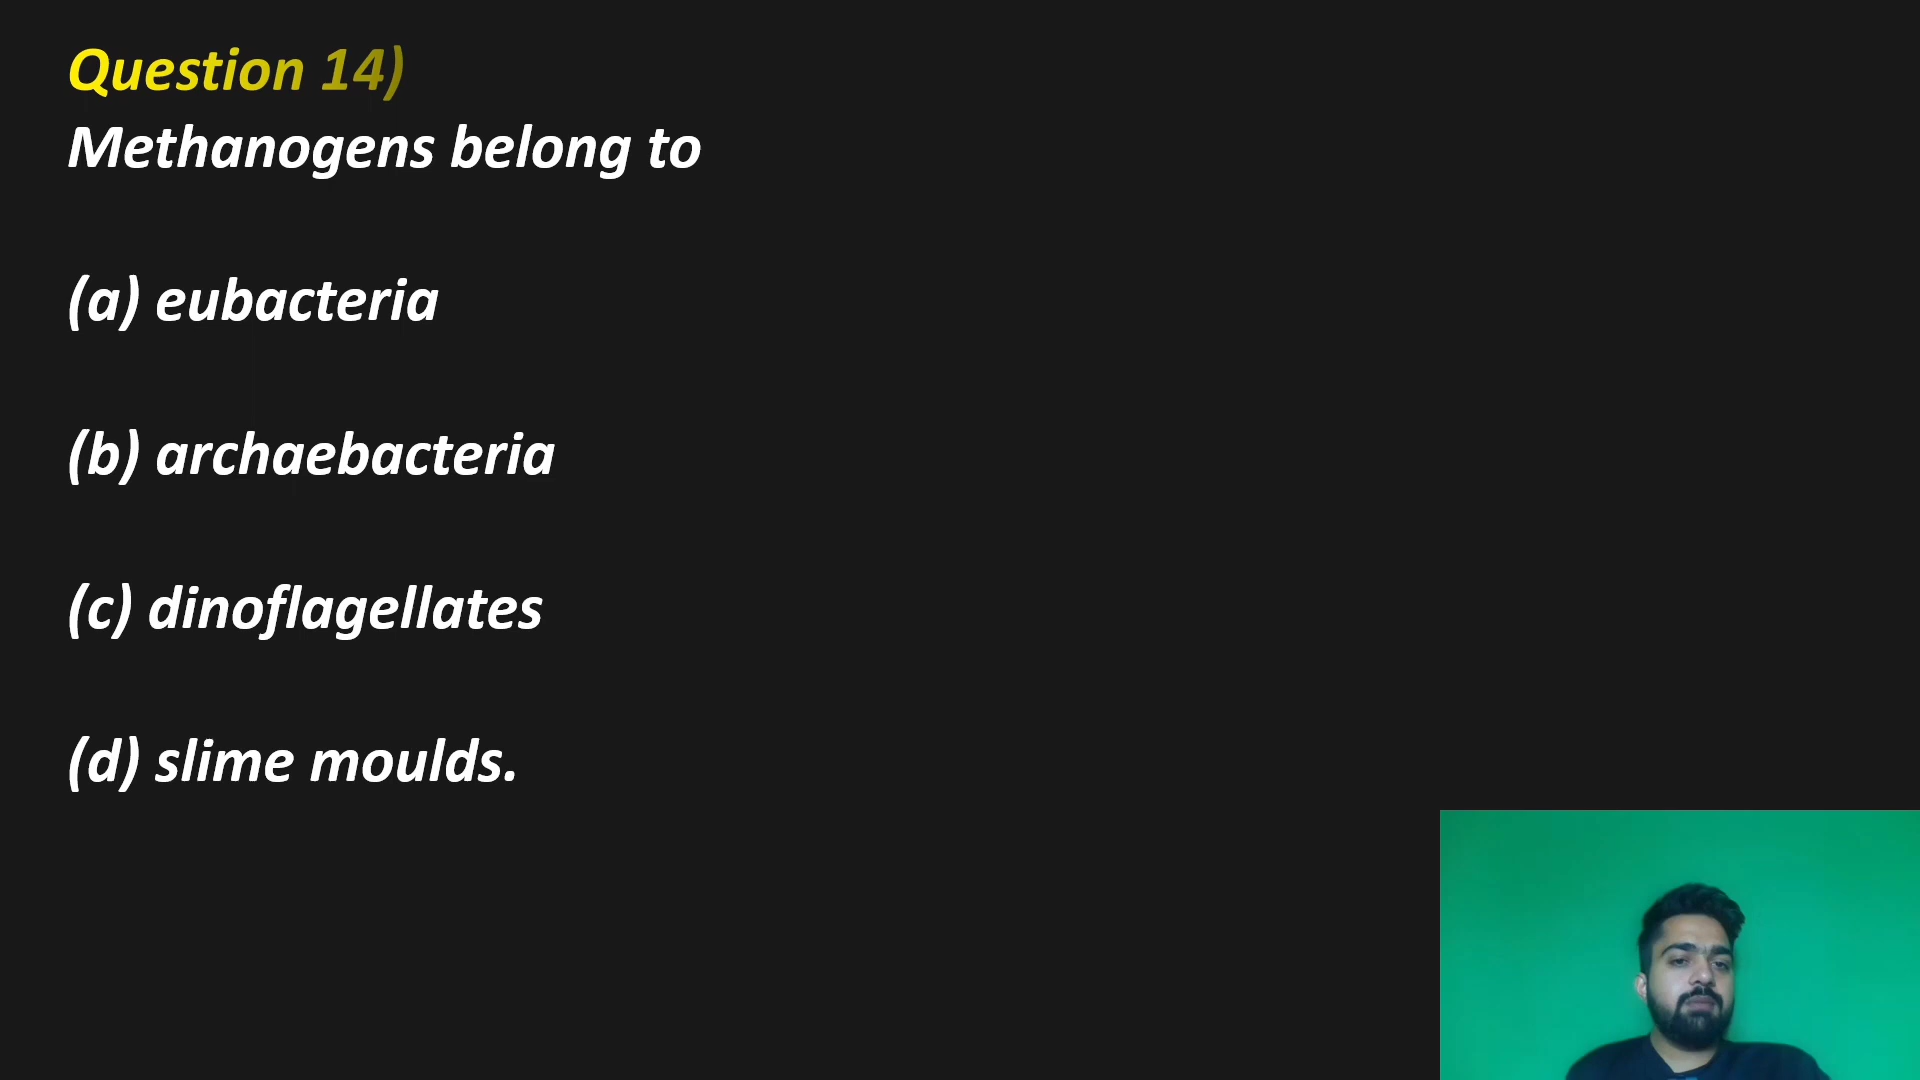 Question 14)
Methanogens belong to
(a) eubacteria
(b) archaebacteria
(c) dinoflagellates
(d) slime moulds.